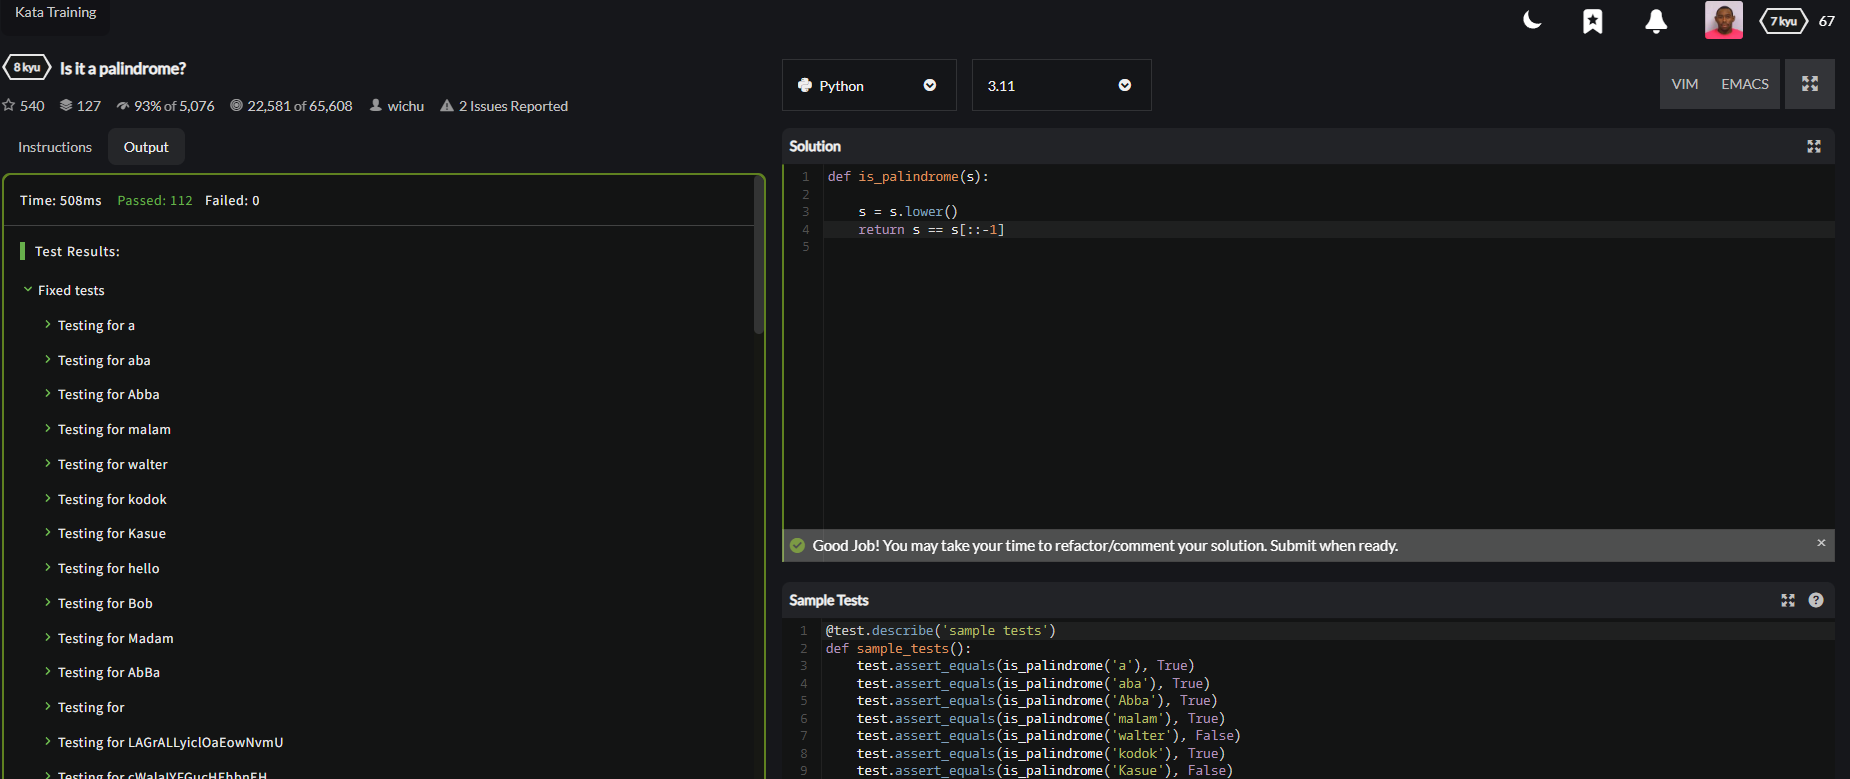 Kata Training
7 kyu 67
8 kyu Is it a palindrome?
540 127 93% of 5,076 22,581 of 65,608 wichu 2 Issues Reported
Instructions Output
Time: 508ms Passed: 112 Failed: 0
Test Results:
Fixed tests
Testing for a
Testing for aba
Testing for Abba
Testing for malam
Testing for walter
Testing for kodok
Testing for Kasue
Testing for hello
Testing for Bob
Testing for Madam
Testing for AbBa
Testing for
Testing for LAGrALLyiclOaEowNvmU
Testing for
Python 3.11 VIM EMACS
Solution
1 def is_palindrome(s):
2
3 s = s.lower()
4 return s == s[::-1]
5
Good Job! You may take your time to refactor/comment your solution. Submit when ready. ×
Sample Tests ?
1 @test.describe('sample tests')
2 def sample_tests():
3 test.assert_equals(is_palindrome('a'), True)
4 test.assert_equals(is_palindrome('aba'), True)
5 test.assert_equals(is_palindrome('Abba'), True)
6 test.assert_equals(is_palindrome('malam'), True)
7 test.assert_equals(is_palindrome('walter'), False)
8 test.assert_equals(is_palindrome('kodok'), True)
9 test.assert_equals(is_palindrome('Kasue'), False)